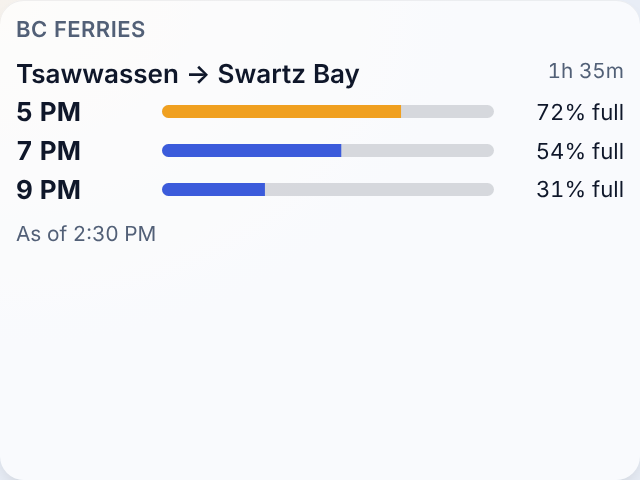 BC FERRIES
Tsawwassen → Swartz Bay 1h 35m
5 PM 72% full
7 PM 54% full
9 PM 31% full
As of 2:30 PM